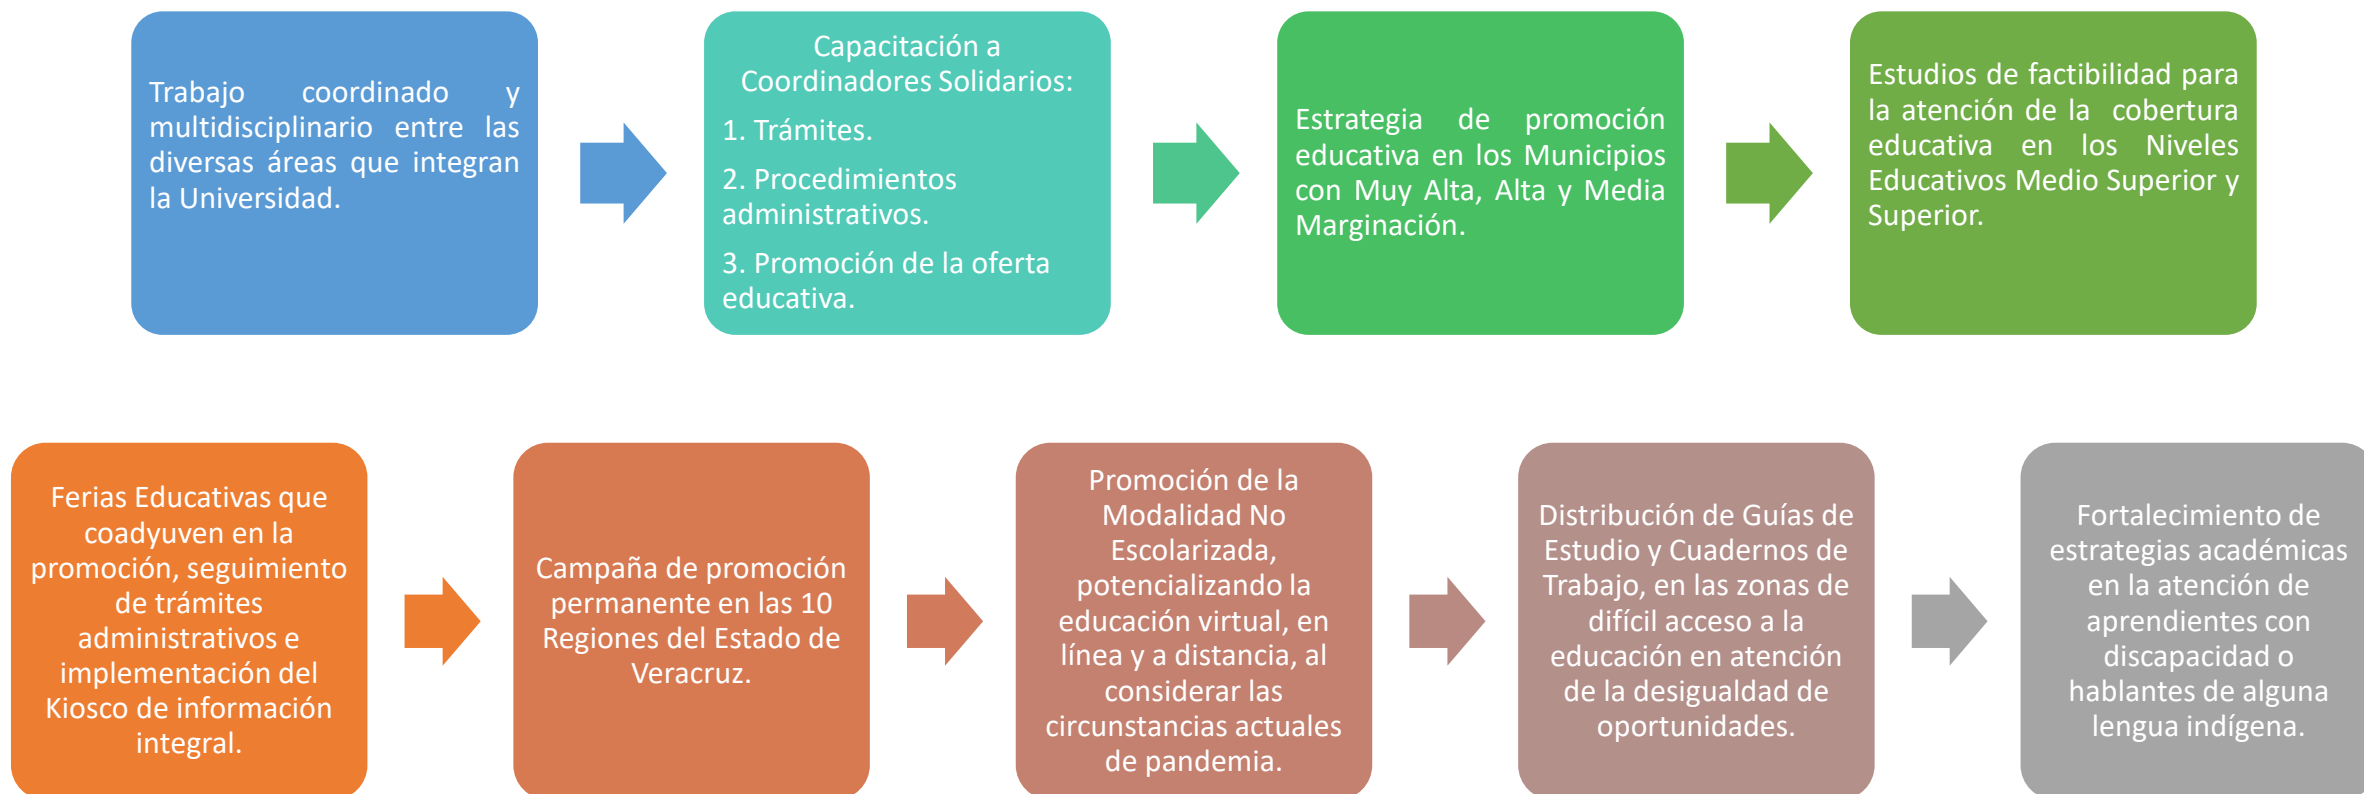 Trabajo coordinado y
multidisciplinario entre las
diversas áreas que integran
la Universidad.
Capacitación a
Coordinadores Solidarios:
1. Trámites.
2. Procedimientos
administrativos.
3. Promoción de la oferta
educativa.
Estrategia de promoción
educativa en los Municipios
con Muy Alta, Alta y Media
Marginación.
Estudios de factibilidad para
la atención de la cobertura
educativa en los Niveles
Educativos Medio Superior y
Superior.
Ferias Educativas que
coadyuven en la
promoción, seguimiento
de trámites
administrativos e
implementación del
Kiosco de información
integral.
Campaña de promoción
permanente en las 10
Regiones del Estado de
Veracruz.
Promoción de la
Modalidad No
Escolarizada,
potencializando la
educación virtual, en
línea y a distancia, al
considerar las
circunstancias actuales
de pandemia.
Distribución de Guías de
Estudio y Cuadernos de
Trabajo, en las zonas de
difícil acceso a la
educación en atención
de la desigualdad de
oportunidades.
Fortalecimiento de
estrategias académicas
en la atención de
aprendientes con
discapacidad o
hablantes de alguna
lengua indígena.